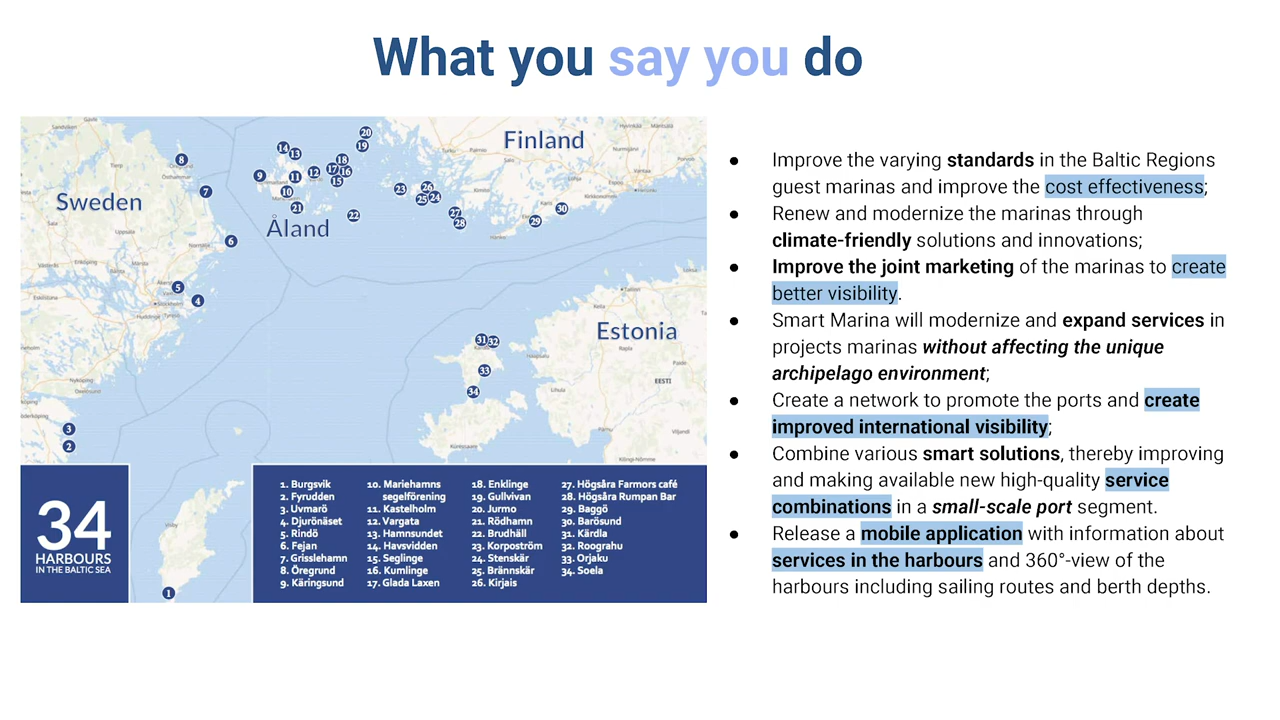 What you say you do
Sweden
Åland
Finland
Estonia
EESTI
Visby
34
HARBOURS
IN THE BALTIC SEA
1. Burgsvik
2. Fyrudden
3. Uvmarö
4. Djurönäset
5. Rindö
6. Fejan
7. Grisslehamn
8. Öregrund
9. Käringsund
10. Mariehamns
segelförening
11. Kastelholm
12. Vargata
13. Hamnsundet
14. Havsvidden
15. Seglinge
16. Kumlinge
17. Glada Laxen
18. Enklinge
19. Gullvivan
20. Jurmo
21. Rödhamn
22. Brudhäll
23. Korpoström
24. Stenskär
25. Brännskär
26. Kirjais
27. Högsåra Farmors café
28. Högsåra Rumpan Bar
29. Baggö
30. Barösund
31. Kärdla
32. Roograhu
33. Orjaku
34. Soela
● Improve the varying standards in the Baltic Regions
guest marinas and improve the cost effectiveness;
● Renew and modernize the marinas through
climate-friendly solutions and innovations;
● Improve the joint marketing of the marinas to create
better visibility.
● Smart Marina will modernize and expand services in
projects marinas without affecting the unique
archipelago environment;
● Create a network to promote the ports and create
improved international visibility;
● Combine various smart solutions, thereby improving
and making available new high-quality service
combinations in a small-scale port segment.
● Release a mobile application with information about
services in the harbours and 360°-view of the
harbours including sailing routes and berth depths.